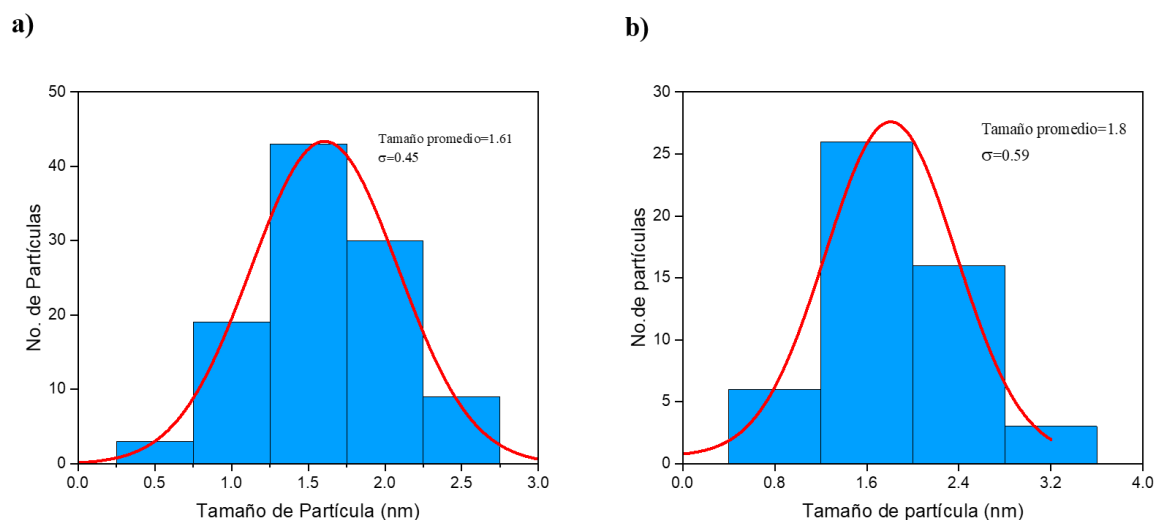 a)
50
40
30
20
10
0
No. de Partículas
Tamaño promedio=1.61
σ=0.45
0.0 0.5 1.0 1.5 2.0 2.5 3.0
Tamaño de Partícula (nm)
b)
30
25
20
15
10
5
0
No.de partículas
Tamaño promedio=1.8
σ=0.59
0.0 0.8 1.6 2.4 3.2 4.0
Tamaño de partícula (nm)